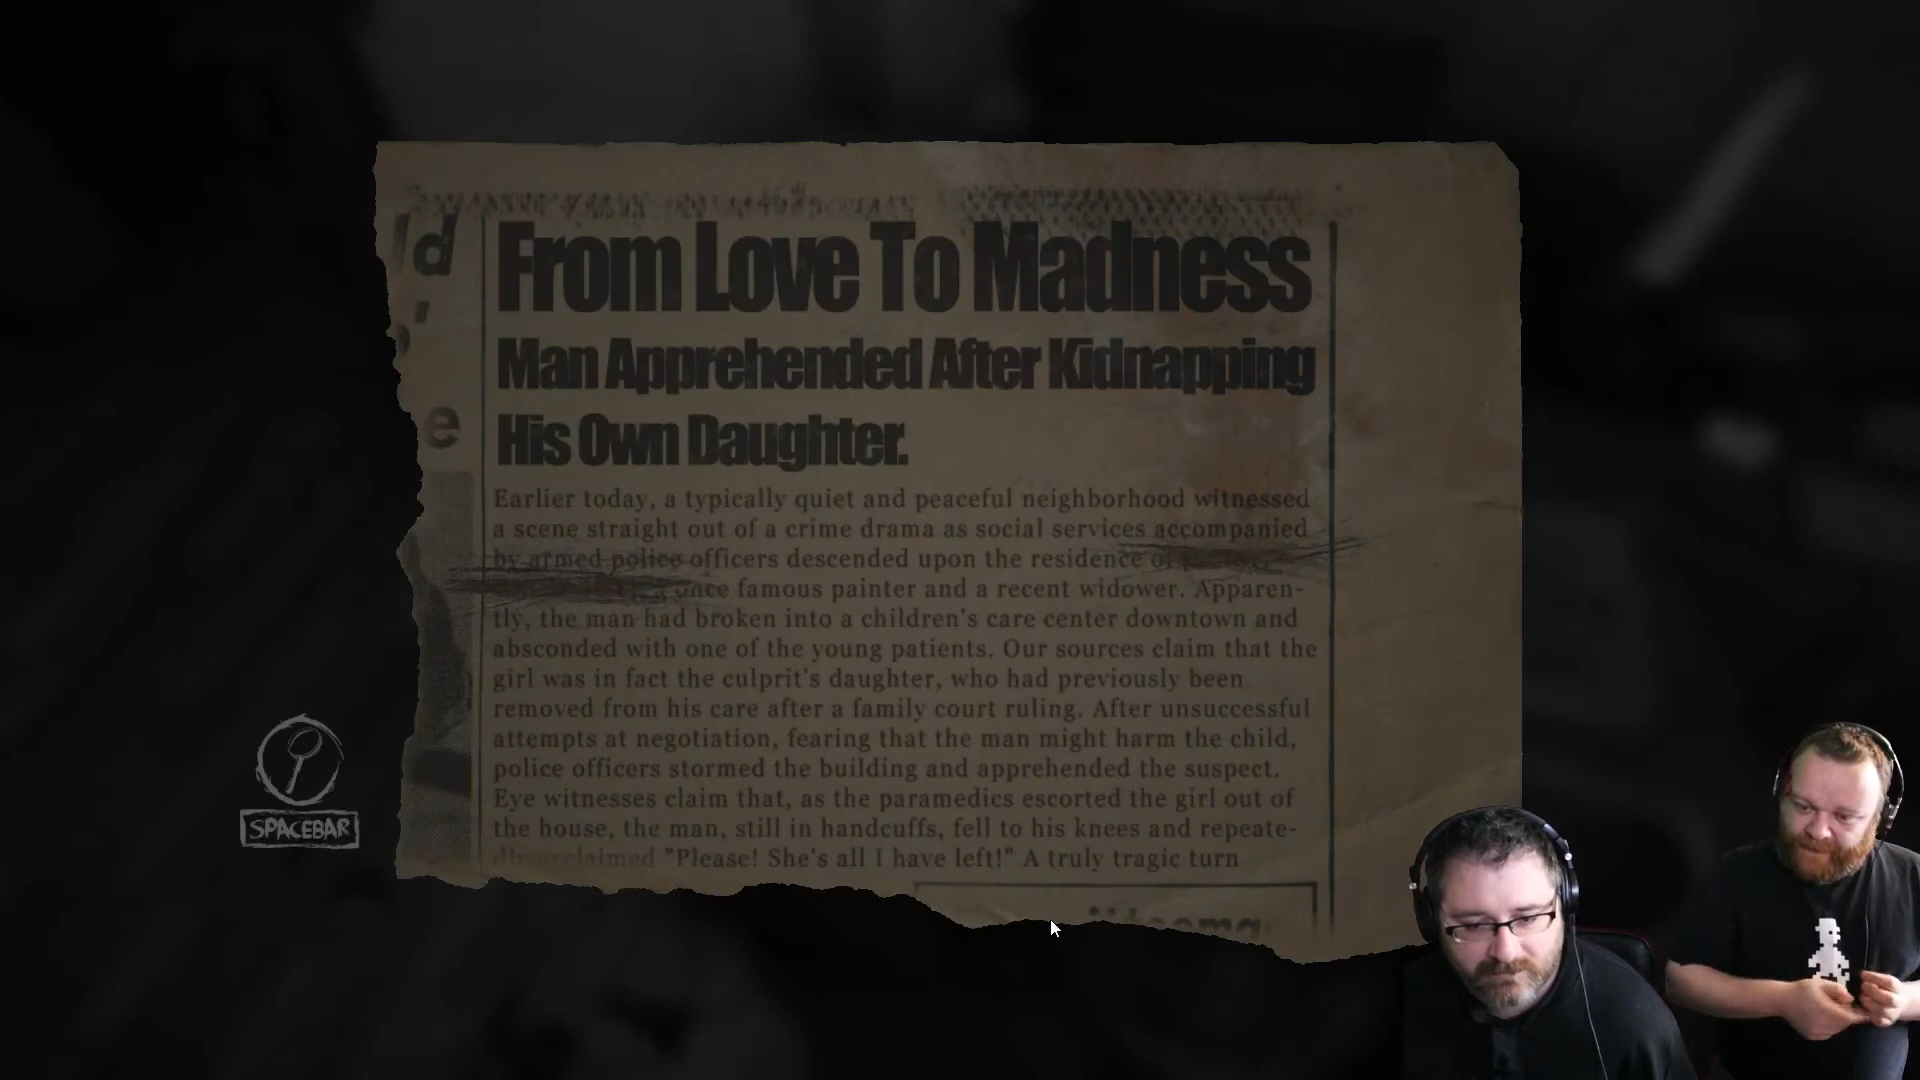 ld
e
From Love To Madness
Man Apprehended After Kidnapping
His Own Daughter.
Earlier today, a typically quiet and peaceful neighborhood witnessed
a scene straight out of a crime drama as social services accompanied
by armed police officers descended upon the residence of
once famous painter and a recent widower. Apparen-
tly, the man had broken into a children's care center downtown and
absconded with one of the young patients. Our sources claim that the
girl was in fact the culprit's daughter, who had previously been
removed from his care after a family court ruling. After unsuccessful
attempts at negotiation, fearing that the man might harm the child,
police officers stormed the building and apprehended the suspect.
Eye witnesses claim that, as the paramedics escorted the girl out of
the house, the man, still in handcuffs, fell to his knees and repeate-
dly exclaimed "Please! She's all I have left!" A truly tragic turn
SPACEBAR